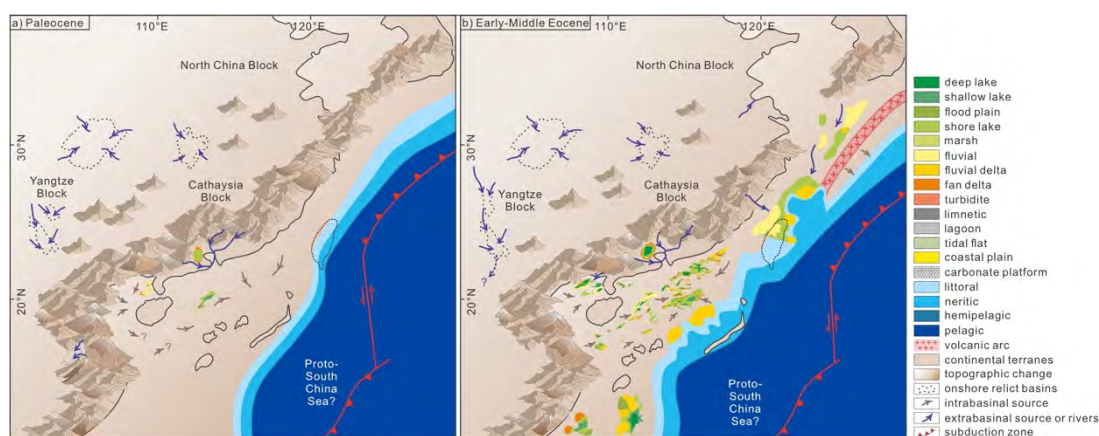 a) Paleocene
110°E
120°E
North China Block
30°N
Yangtze
Block
Cathaysia
Block
20°N
?
?
Proto-
South
China
Sea?
b) Early-Middle Eocene
110°E
120°E
North China Block
30°N
Yangtze
Block
Cathaysia
Block
?
20°N
Proto-
South
China
Sea?
deep lake
shallow lake
flood plain
shore lake
marsh
fluvial
fluvial delta
fan delta
turbidite
limnetic
lagoon
tidal flat
coastal plain
carbonate platform
littoral
neritic
hemipelagic
pelagic
volcanic arc
continental terranes
topographic change
onshore relict basins
intrabasinal source
extrabasinal source or rivers
subduction zone